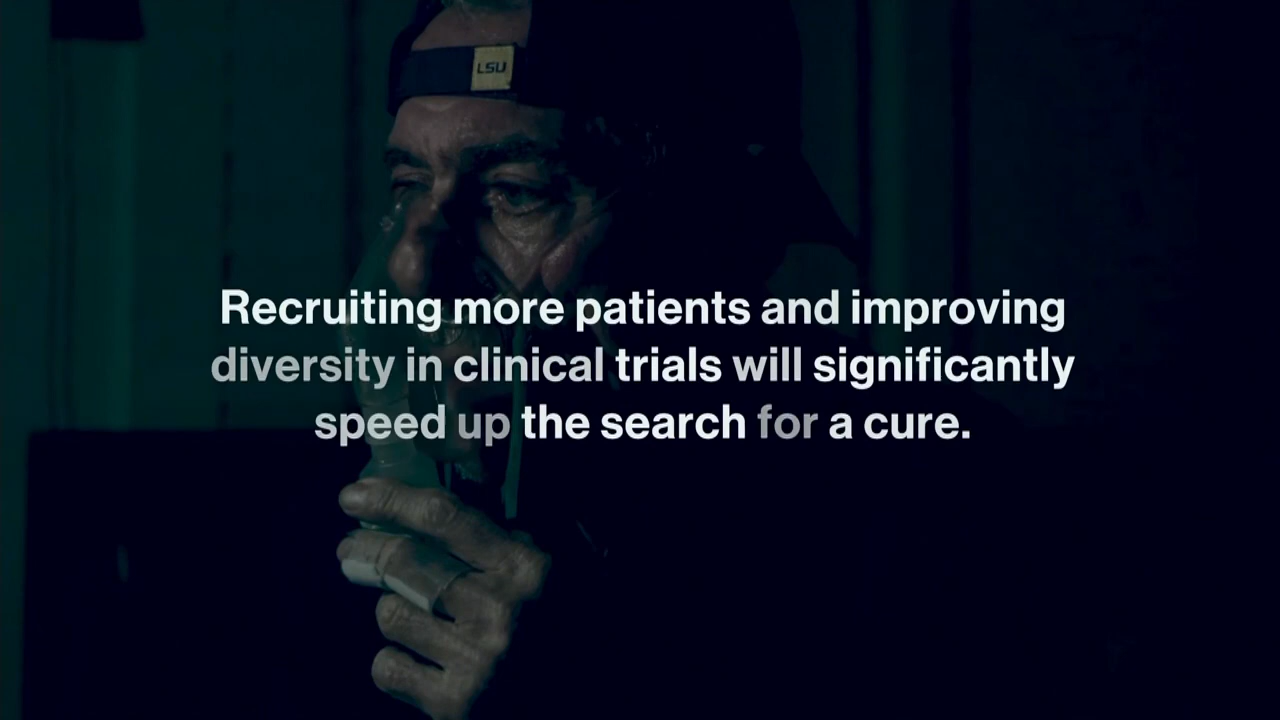 LSU
Recruiting more patients and improving
diversity in clinical trials will significantly
speed up the search for a cure.